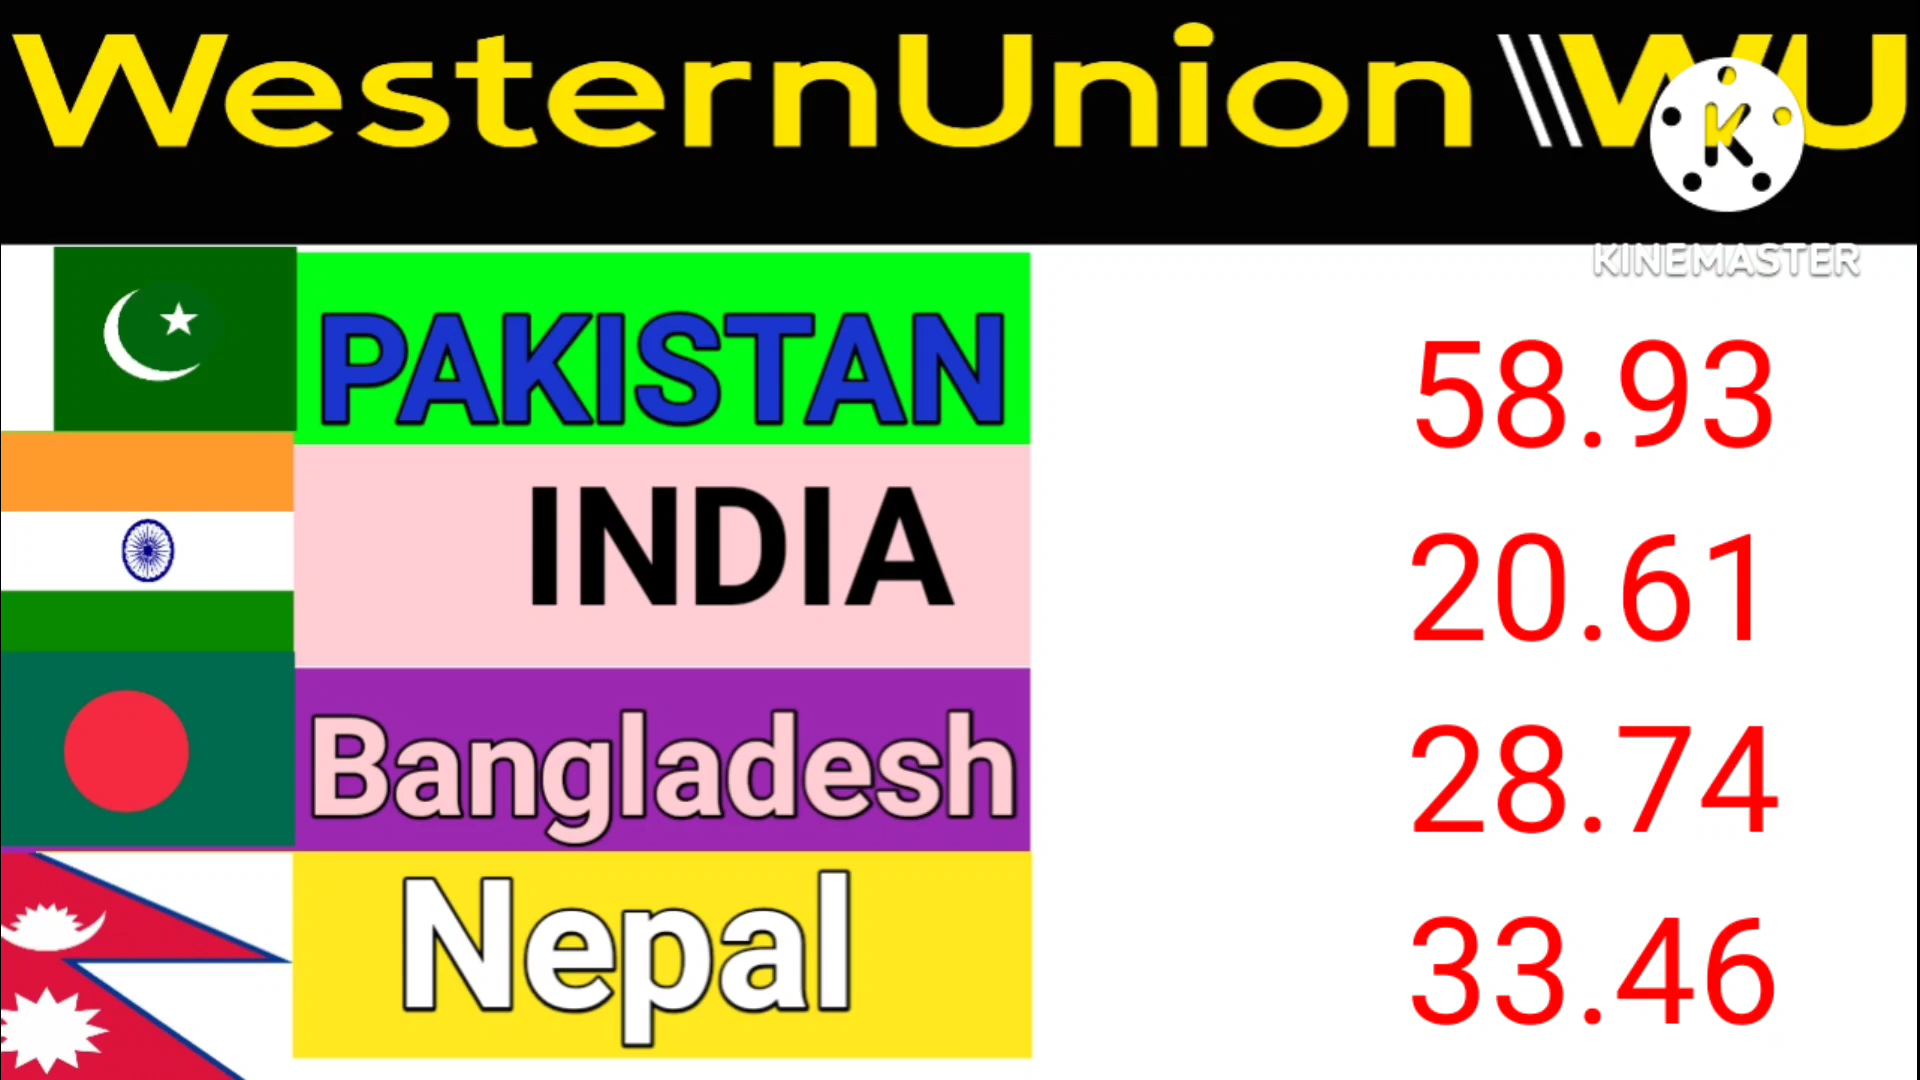 WesternUnion WU
K
KINEMASTER
PAKISTAN 58.93
INDIA 20.61
Bangladesh 28.74
Nepal 33.46